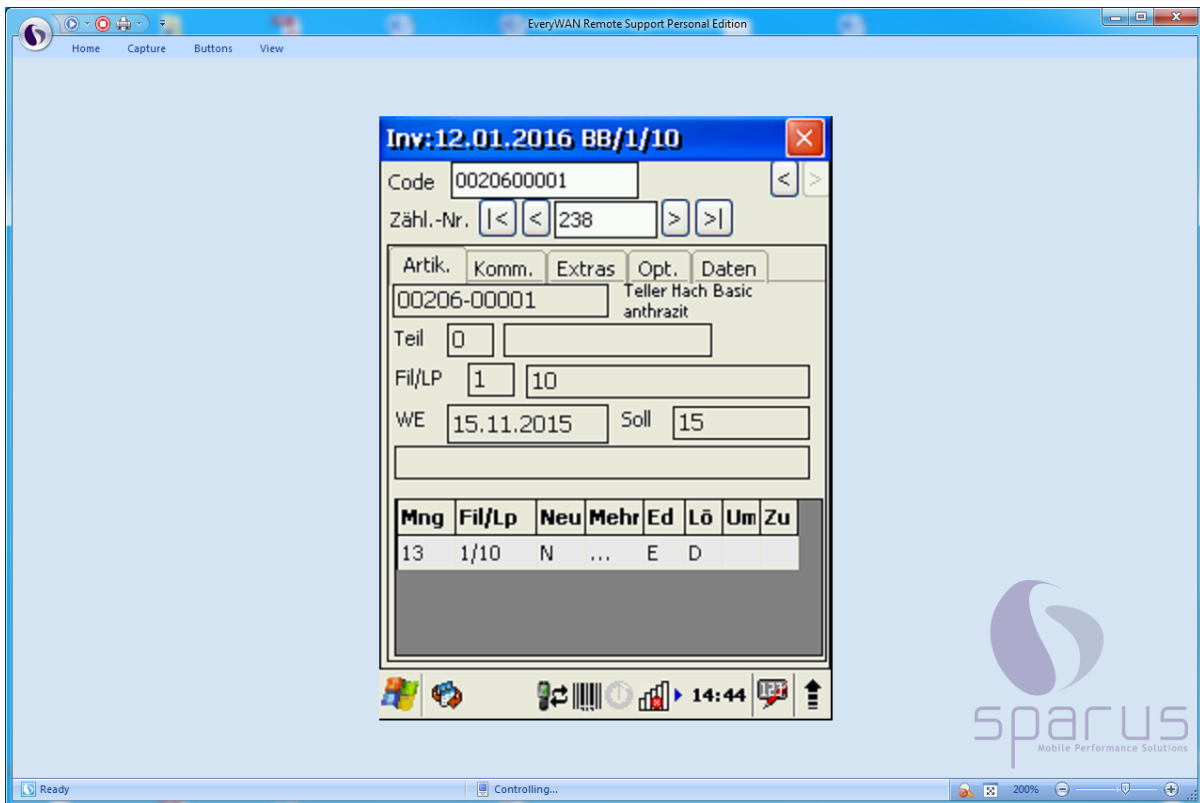 EveryWAN Remote Support Personal Edition
Home Capture Buttons View
Inv:12.01.2016 BB/1/10
Code 0020600001 < >
Zähl.-Nr. |< < 238 > >|
Artik. Komm. Extras Opt. Daten
00206-00001 Teller Hach Basic
anthrazit
Teil 0
Fil/LP 1 10
WE 15.11.2015 Soll 15
Mng Fil/Lp Neu Mehr Ed Lö Um Zu
13 1/10 N ... E D
14:44
sparus
Mobile Performance Solutions
Ready Controlling... 200%